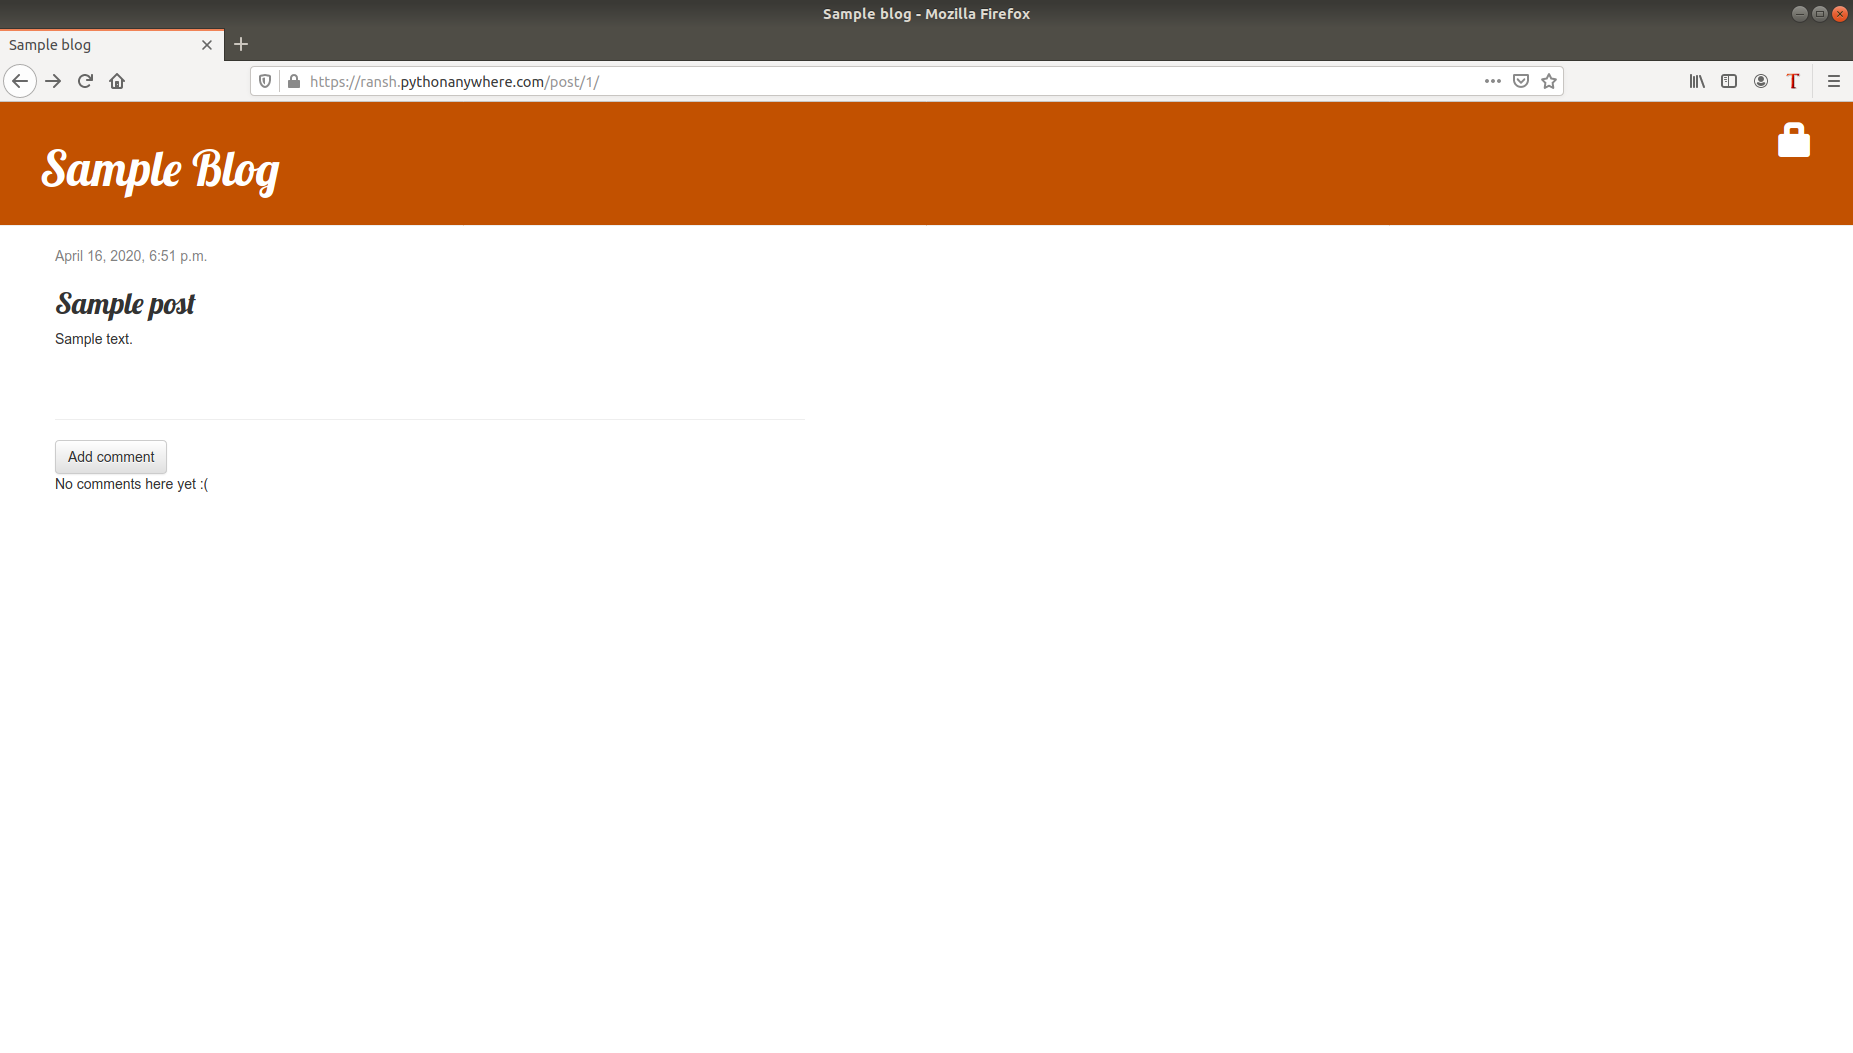 Sample blog - Mozilla Firefox
Sample blog
https://ransh.pythonanywhere.com/post/1/
T
Sample Blog
April 16, 2020, 6:51 p.m.
Sample post
Sample text.
Add comment
No comments here yet :(